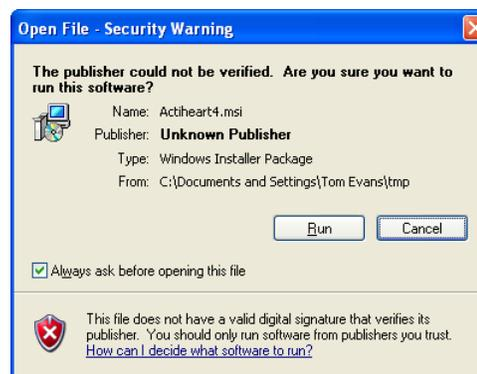 Open File - Security Warning
The publisher could not be verified.  Are you sure you want to
run this software?
Name: Actiheart4.msi
Publisher: Unknown Publisher
Type: Windows Installer Package
From: C:\Documents and Settings\Tom Evans\tmp
Run Cancel
Always ask before opening this file
This file does not have a valid digital signature that verifies its
publisher.  You should only run software from publishers you trust.
How can I decide what software to run?